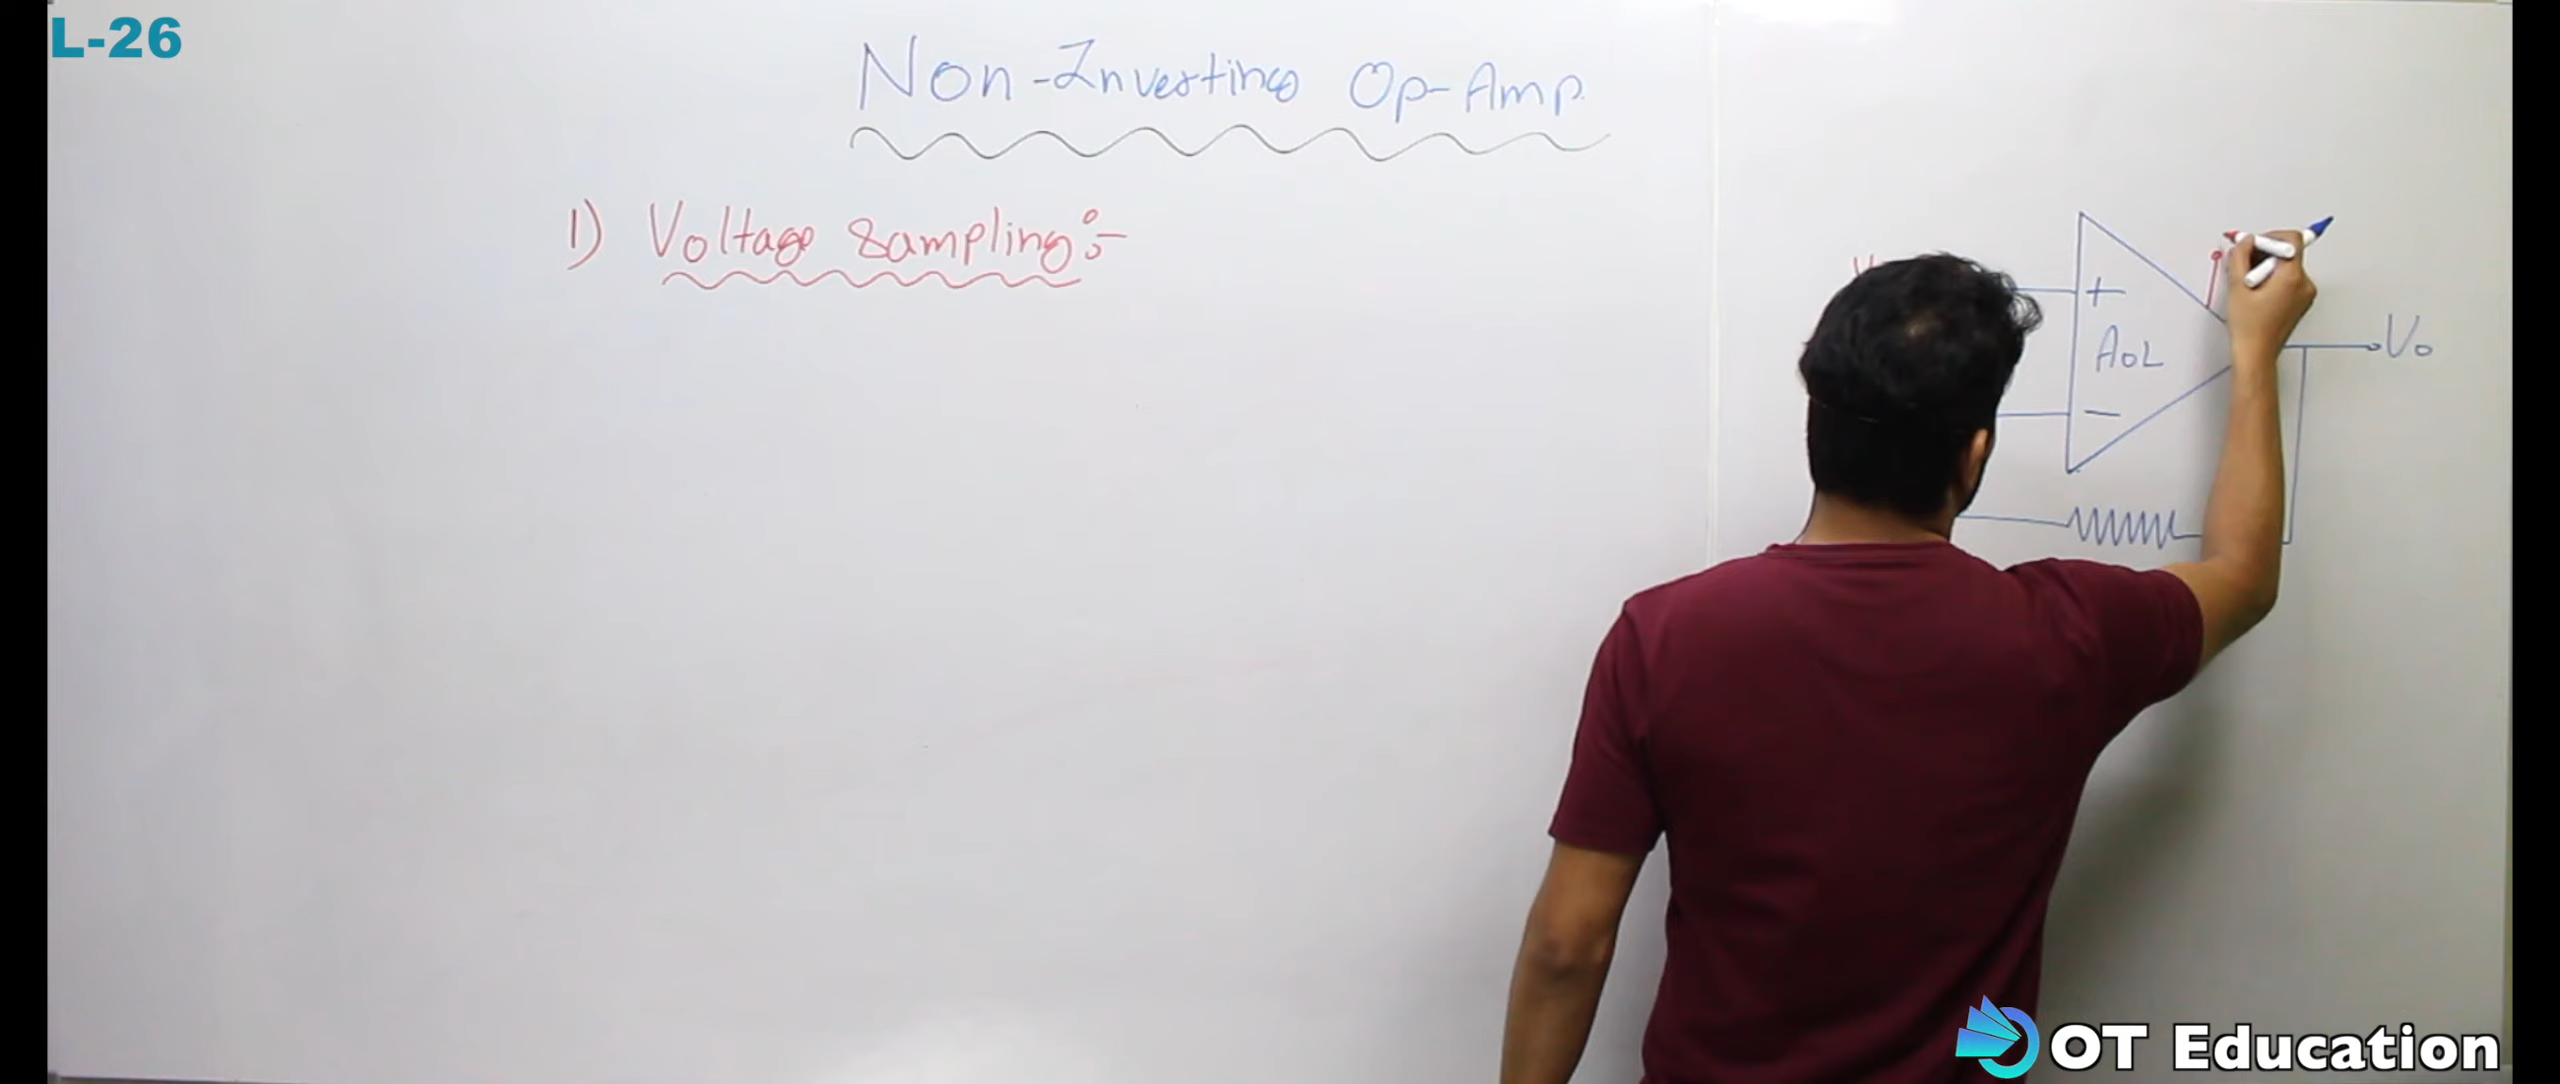 L-26
Non-Inverting Op-Amp.
1) Voltage Sampling:-
+
AOL
Vo
-
OT Education